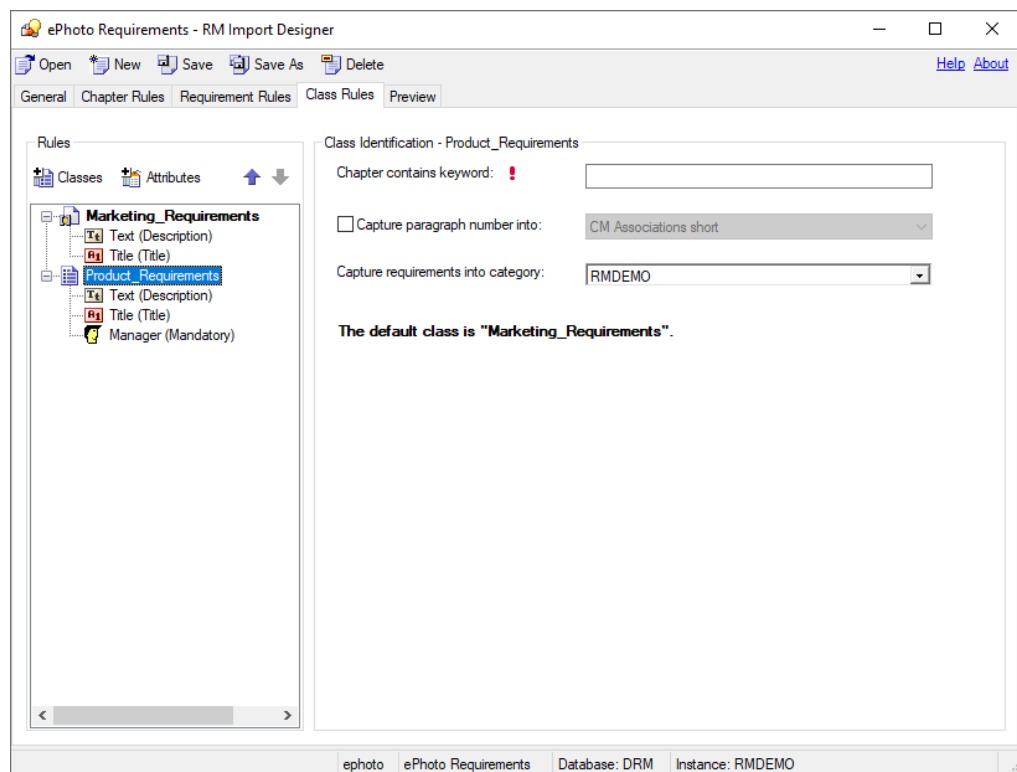 ePhoto Requirements - RM Import Designer
Open New Save Save As Delete Help About
General Chapter Rules Requirement Rules Class Rules Preview
Rules
Classes Attributes
Marketing_Requirements
Text (Description)
Title (Title)
Product_Requirements
Text (Description)
Title (Title)
Manager (Mandatory)
Class Identification - Product_Requirements
Chapter contains keyword: !
Capture paragraph number into: CM Associations short
Capture requirements into category: RMDEMO
The default class is "Marketing_Requirements".
ephoto ePhoto Requirements Database: DRM Instance: RMDEMO